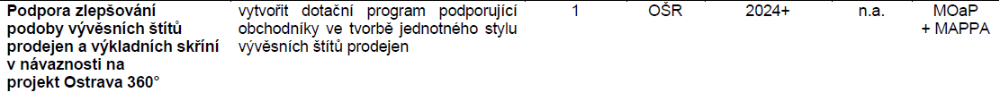 Podpora zlepšování
podoby vývěsních štítů
prodejen a výkladních skříní
v návaznosti na
projekt Ostrava 360°
vytvořit dotační program podporující
obchodníky ve tvorbě jednotného stylu
vývěsních štítů prodejen
1
OŠR
2024+
n.a.
MOaP
+ MAPPA